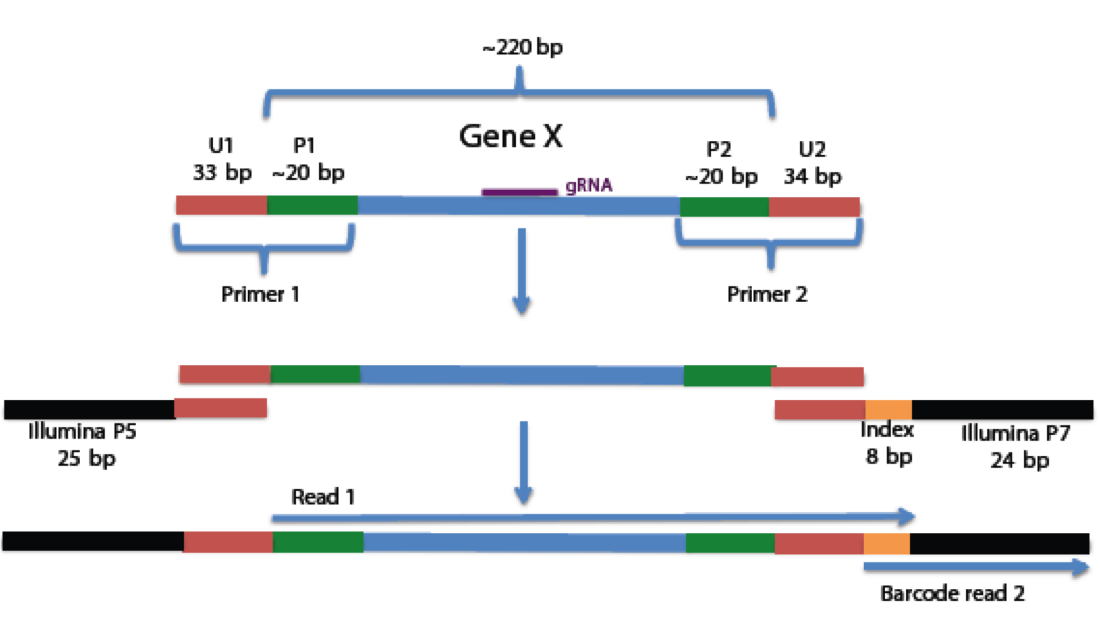 ~220 bp
Gene X
U1
33 bp
P1
~20 bp
P2
~20 bp
U2
34 bp
gRNA
Primer 1
Primer 2
Illumina P5
25 bp
Index
8 bp
Illumina P7
24 bp
Read 1
Barcode read 2